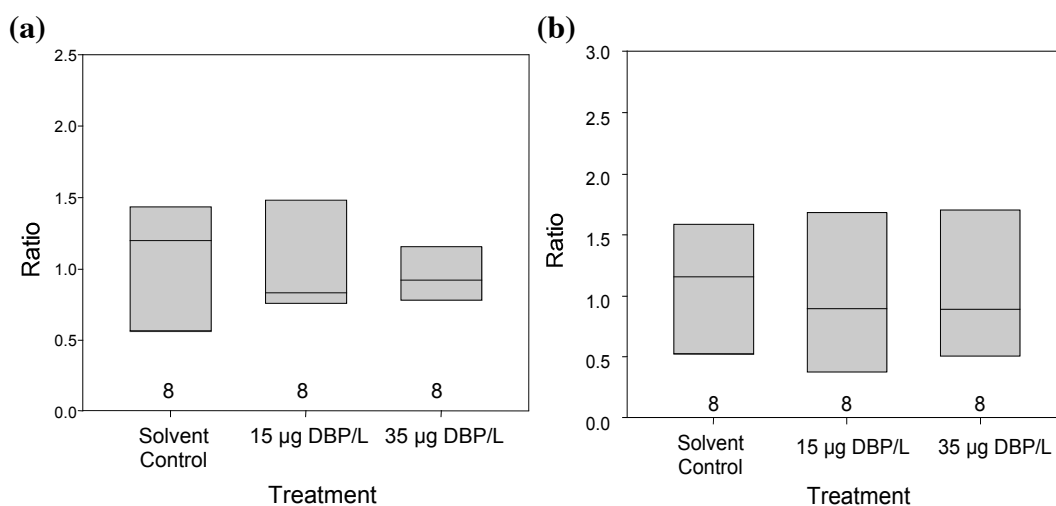 (a)
2.5
2.0
1.5
1.0
0.5
0.0
Ratio
8 8 8
Solvent Control
15 µg DBP/L
35 µg DBP/L
Treatment
(b)
3.0
2.5
2.0
1.5
1.0
0.5
0.0
Ratio
8 8 8
Solvent Control
15 µg DBP/L
35 µg DBP/L
Treatment